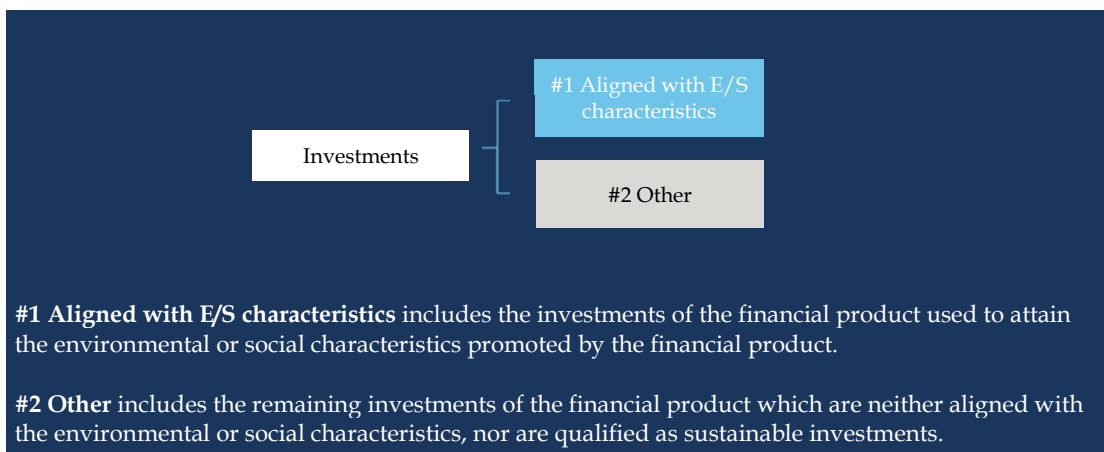 #1 Aligned with E/S
characteristics
Investments
#2 Other
#1 Aligned with E/S characteristics includes the investments of the financial product used to attain
the environmental or social characteristics promoted by the financial product.
#2 Other includes the remaining investments of the financial product which are neither aligned with
the environmental or social characteristics, nor are qualified as sustainable investments.